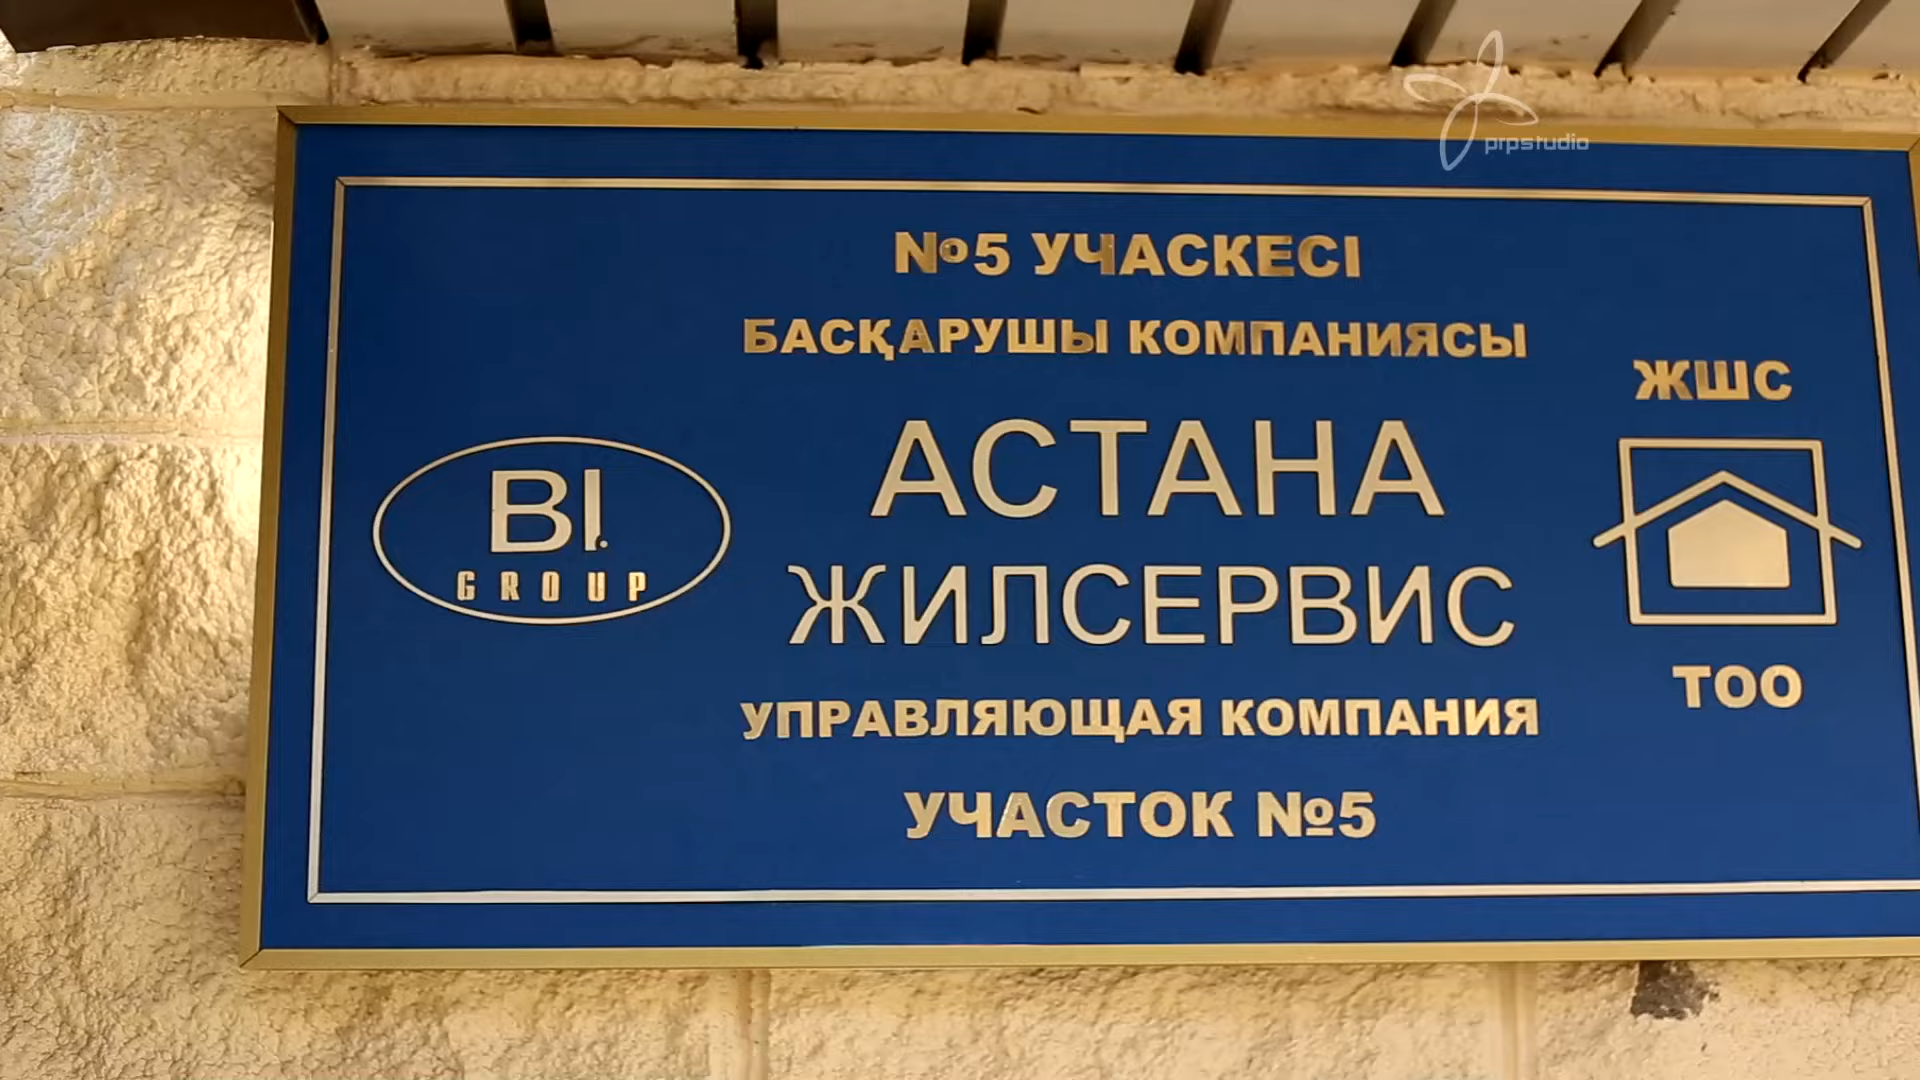 prpstudio
№5 УЧАСКЕСІ
БАСҚАРУШЫ КОМПАНИЯСЫ
ЖШС
АСТАНА
BI.
GROUP
ЖИЛСЕРВИС
ТОО
УПРАВЛЯЮЩАЯ КОМПАНИЯ
УЧАСТОК №5